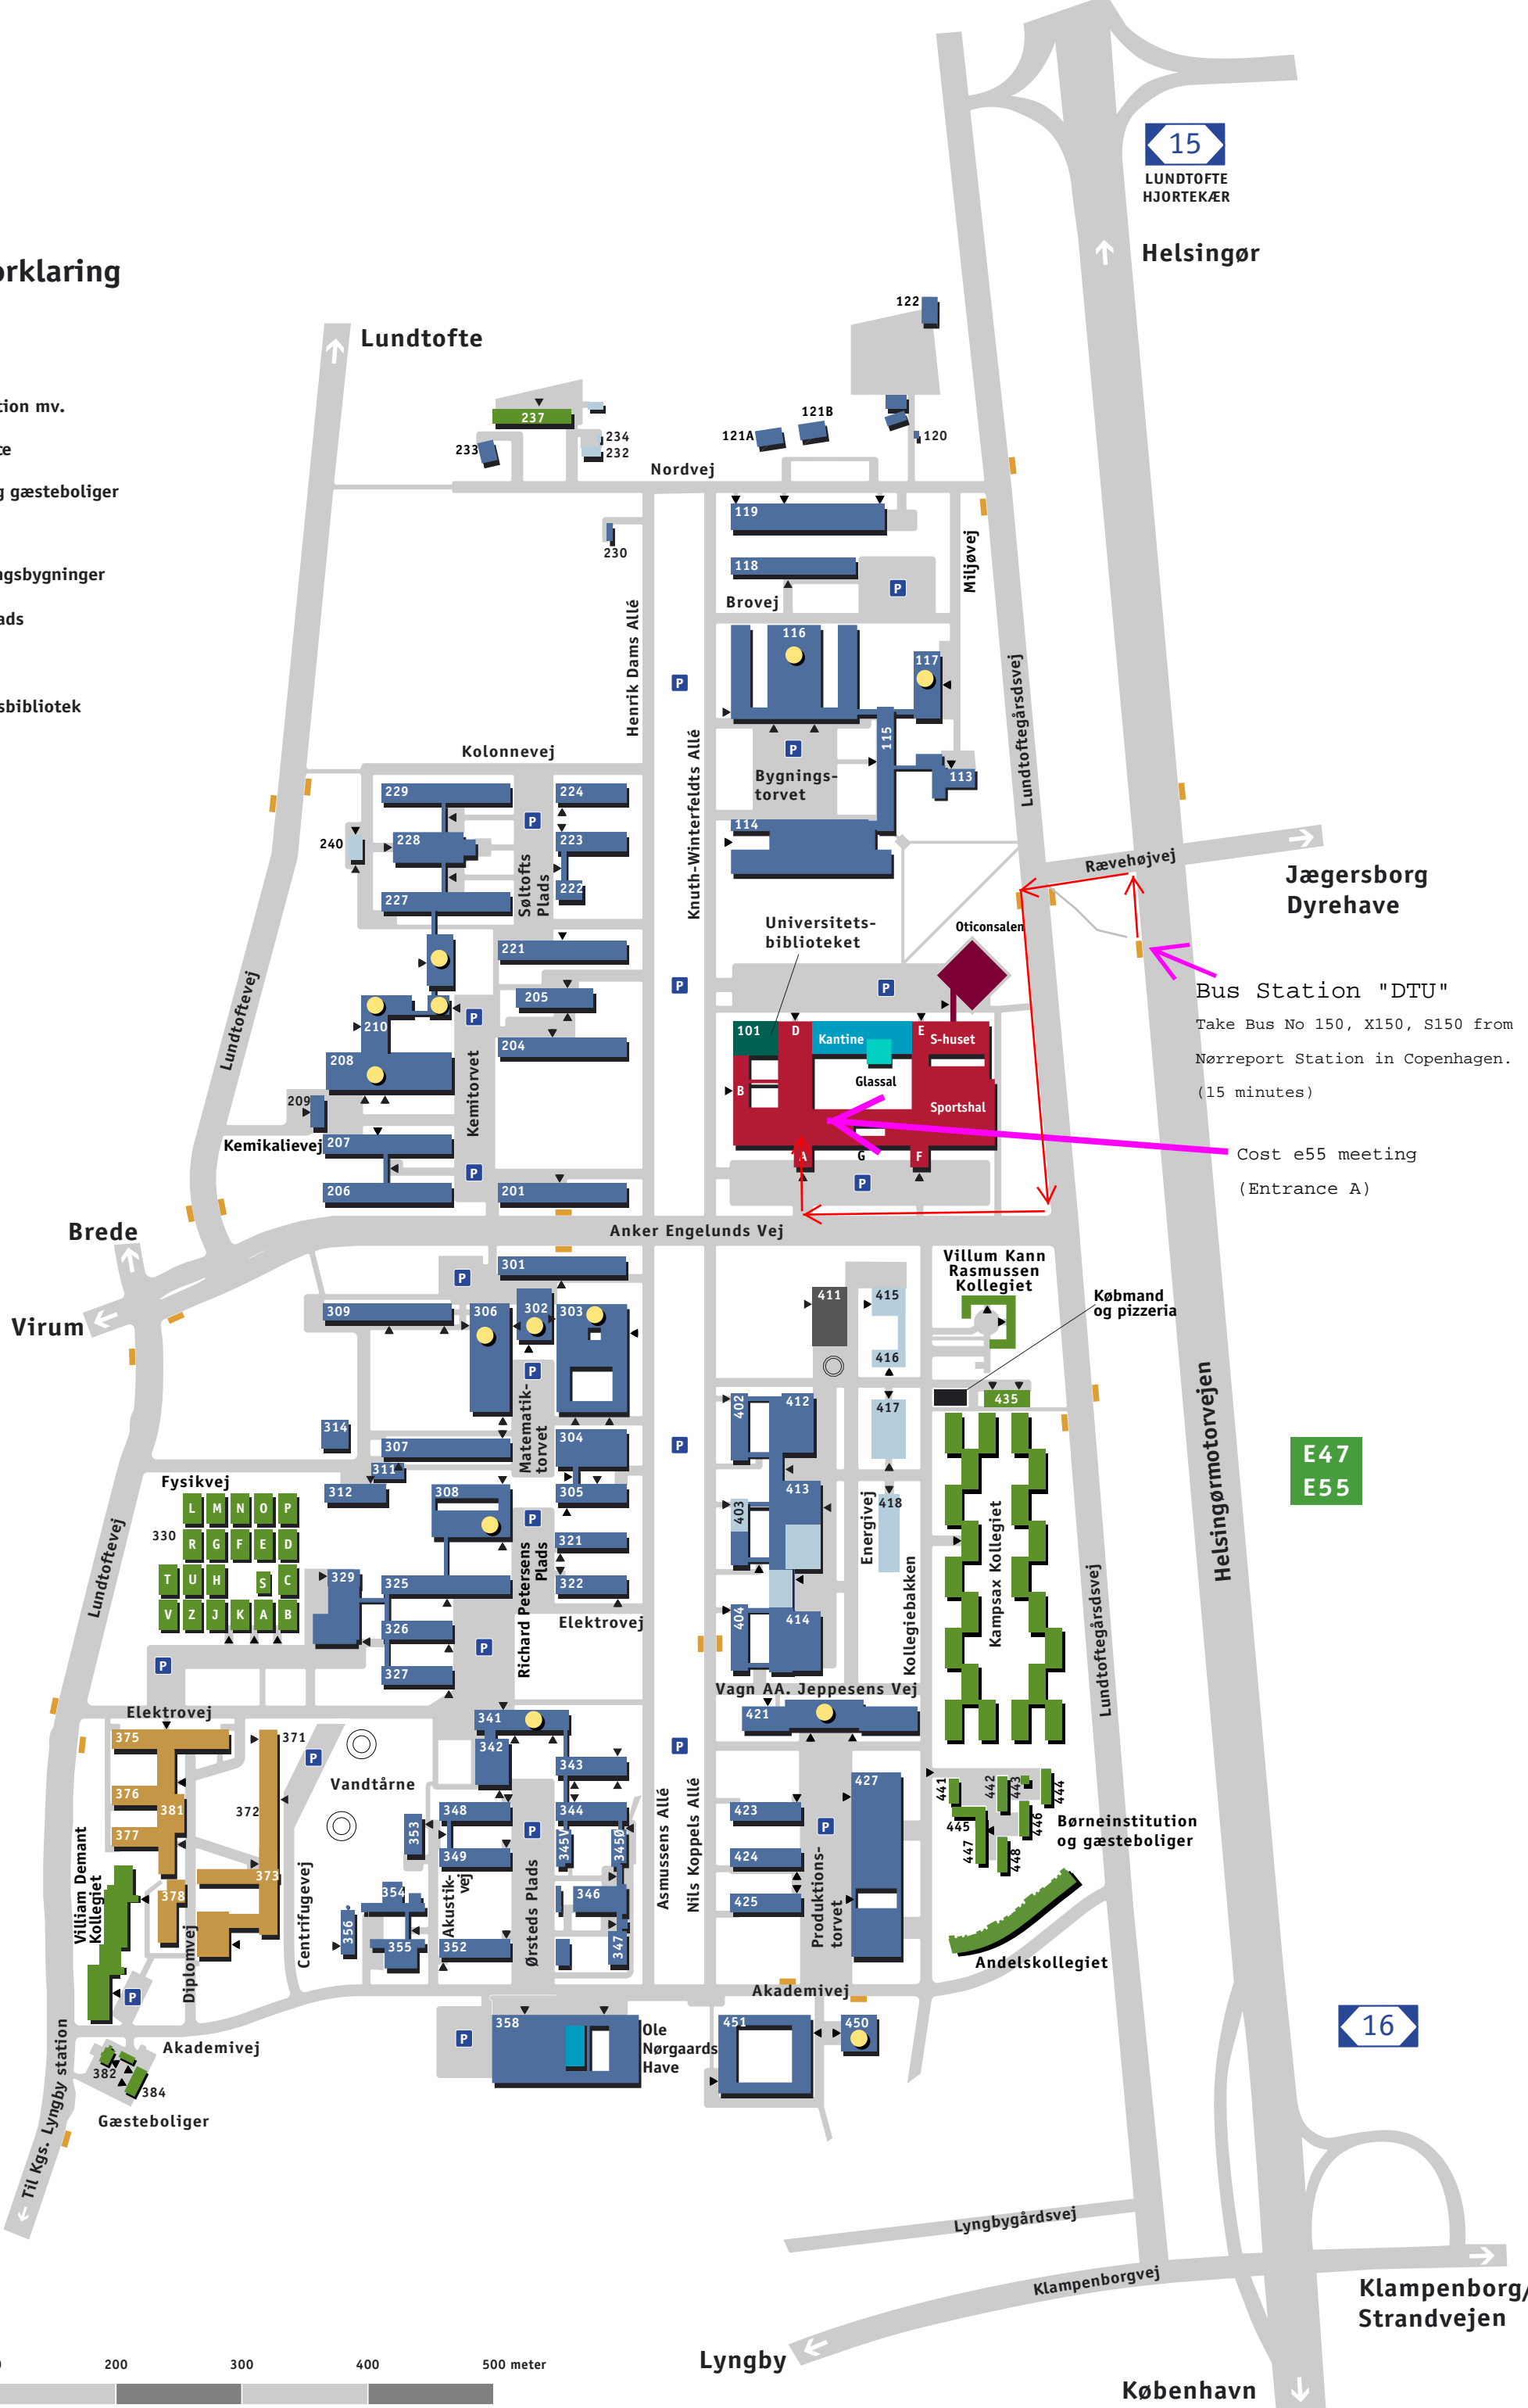 15
LUNDTOFTE
HJORTEKÆR
Helsingør
orklaring
Lundtofte
122
tion mv.
237
121B
121A
120
234
233
232
ce
Nordvej
g gæsteboliger
119
230
118
Miljøvej
ngsbygninger
P
Brovej
ads
116
117
Henrik Dams Allé
P
Lundtoftegårsdsvej
sbibliotek
115
P
Kolonnevej
Knuth-Winterfeldts Allé
Bygnings-
torvet
113
229
224
P
114
240
228
223
Rævehøjvej
Jægersborg
Dyrehave
Søltofts
Plads
222
227
Universitets-
biblioteket
Oticonsalen
221
P
P
205
Bus Station "DTU"
Take Bus No 150, X150, S150 from
Nørreport Station in Copenhagen.
(15 minutes)
Lundtoftevej
P
210
101
D
Kantine
E
S-huset
204
208
Glassal
B
209
Kemitorvet
Sportshal
Kemikalievej
207
A
G
F
Cost e55 meeting
(Entrance A)
P
P
206
201
Brede
Anker Engelunds Vej
Villum Kann
Rasmussen
Kollegiet
301
P
Virum
309
306
302
303
411
415
Købmand
og pizzeria
416
P
Matematik-
torvet
402
412
417
435
314
307
304
P
E47
E55
311
Fysikvej
312
308
305
413
403
418
L
M
N
O
P
P
330
R
G
F
E
D
321
Energivej
Kollegiebakken
Kampsax Kollegiet
Helsingørmotorvejen
T
U
H
S
C
329
325
Richard Petersens
Plads
322
V
Z
J
K
A
B
404
414
Lundtoftevej
326
Elektrovej
Lundtoftegårsdsvej
P
327
P
Vagn AA. Jeppesens Vej
Elektrovej
341
421
375
371
P
342
P
343
Vandtårne
376
381
372
348
344
423
P
427
441
442
443
444
377
353
345V
345Ø
445
446
Børneinstitution
og gæsteboliger
349
424
447
448
Villiam Demant
Kollegiet
373
378
354
Akustik-
vej
346
Asmussens Allé
Nils Koppels Allé
425
Produktions-
torvet
Centrifugevej
356
355
352
Ørsteds Plads
347
Diplomvej
Andelskollegiet
P
Akademivej
16
358
Ole
Nørgaards
Have
451
450
P
Akademivej
382
384
Til Kgs. Lyngby station
Gæsteboliger
Lyngbygårdsvej
Klampenborgvej
Klampenborg/
Strandvejen
Lyngby
200
300
400
500 meter
København